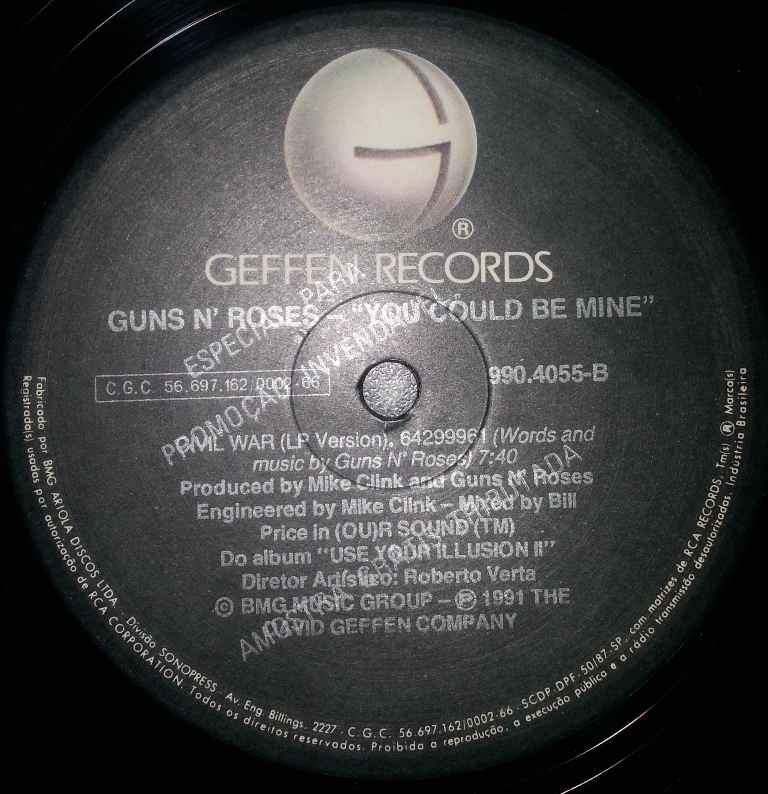 ®
GEFFEN RECORDS
GUNS N' ROSES – "YOU COULD BE MINE"
C.G.C. 56.697.162/0002-66
990.4055-B
CIVIL WAR (LP Version), 64299961 (Words and
music by Guns N' Roses) 7:40
Produced by Mike Clink and Guns N' Roses
Engineered by Mike Clink – Mixed by Bill
Price in (OU)R SOUND (TM)
Do album "USE YOUR ILLUSION II"
Diretor Artístico: Roberto Verta
© BMG MUSIC GROUP – ℗ 1991 THE
DAVID GEFFEN COMPANY
ESPECIAL PARA
PROMOÇÃO INVENDÁVEL
AMOSTRA GRATIS TRIBUTADA
Fabricado por BMG ARIOLA DISCOS LTDA. - Divisão SONOPRESS - Av. Eng. Billings, 2227 - C.G.C. 56.697.162/0002-66 - SCDP-DPF-50/87-SP, com matrizes de RCA RECORDS. Tm(s) ® Marca(s)
Registrada(s) usadas por autorização de RCA CORPORATION. Todos os direitos reservados. Proibida a reprodução, a execução pública e a rádio transmissão desautorizadas. Indústria Brasileira